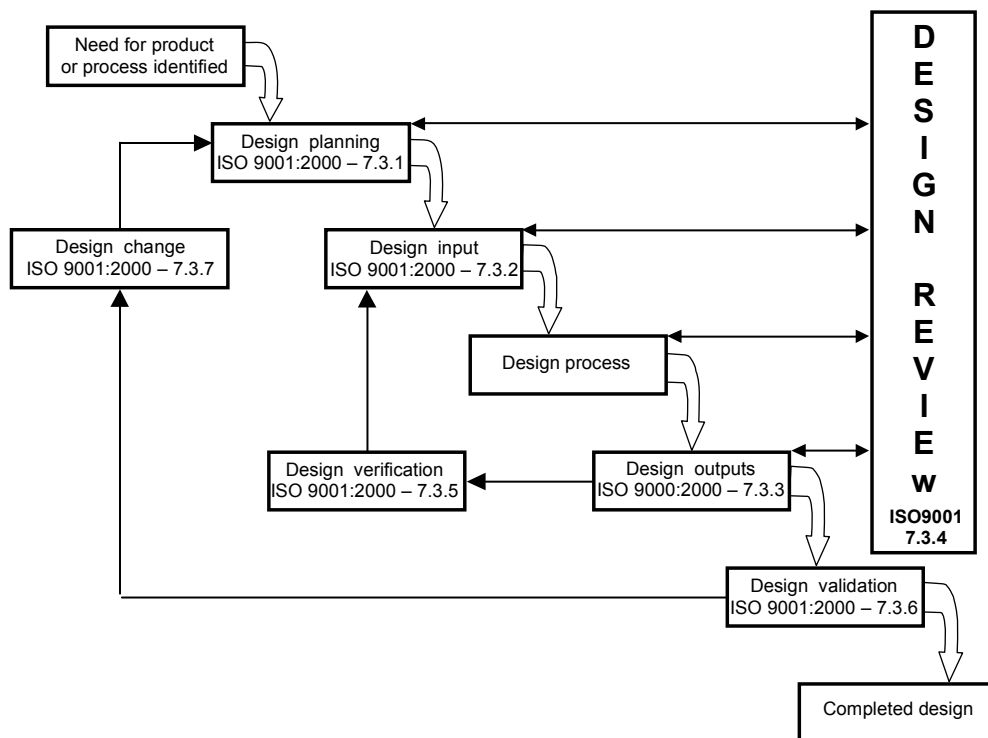 Need for product
or process identified
Design planning
ISO 9001:2000 – 7.3.1
Design change
ISO 9001:2000 – 7.3.7
Design input
ISO 9001:2000 – 7.3.2
Design process
Design verification
ISO 9001:2000 – 7.3.5
Design outputs
ISO 9000:2000 – 7.3.3
Design validation
ISO 9001:2000 – 7.3.6
Completed design
D
E
S
I
G
N
R
E
V
I
E
w
ISO9001
7.3.4